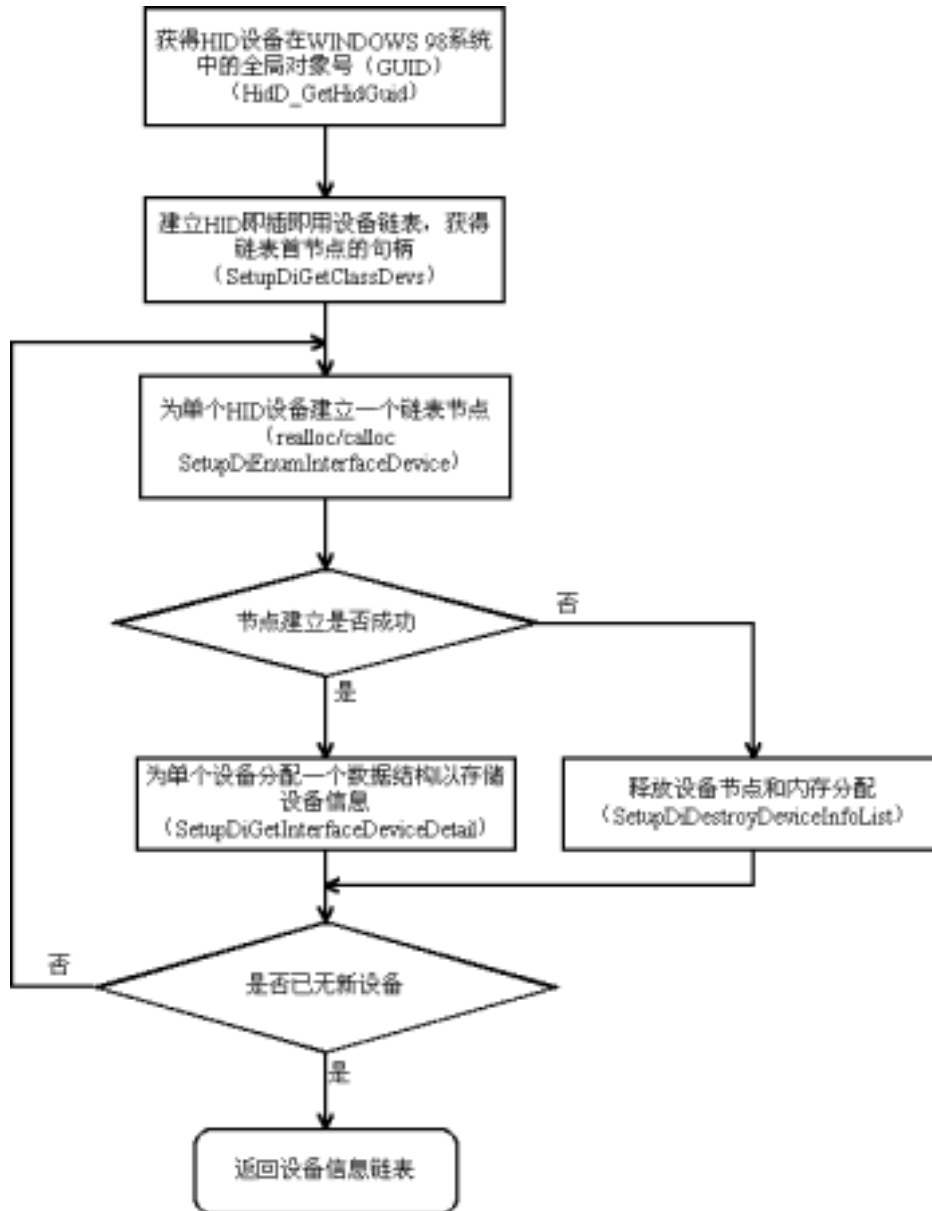 获得HID设备在WINDOWS 98系统
中的全局对象号（GUID）
（HidD_GetHidGuid）
建立HID即插即用设备链表，获得
链表首节点的句柄
（SetupDiGetClassDevs）
为单个HID设备建立一个链表节点
（realloc/calloc
SetupDiEnumInterfaceDevice）
节点建立是否成功
否
是
为单个设备分配一个数据结构以存储
设备信息
（SetupDiGetInterfaceDeviceDetail）
释放设备节点和内存分配
（SetupDiDestroyDeviceInfoList）
否
是否已无新设备
是
返回设备信息链表